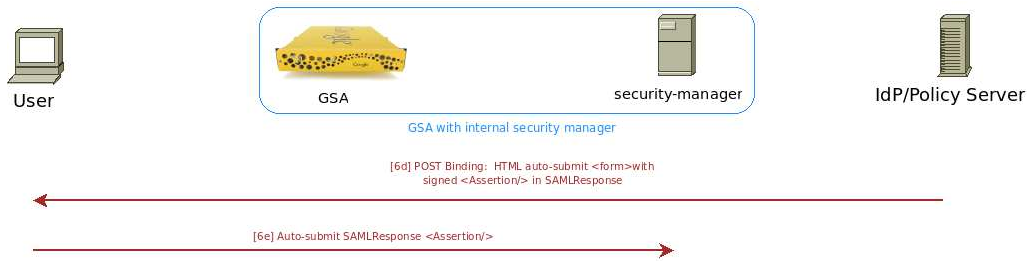 User
GSA
security-manager
IdP/Policy Server
GSA with internal security manager
[6d] POST Binding:  HTML auto-submit <form>with
signed <Assertion/> in SAMLResponse
[6e] Auto-submit SAMLResponse <Assertion/>